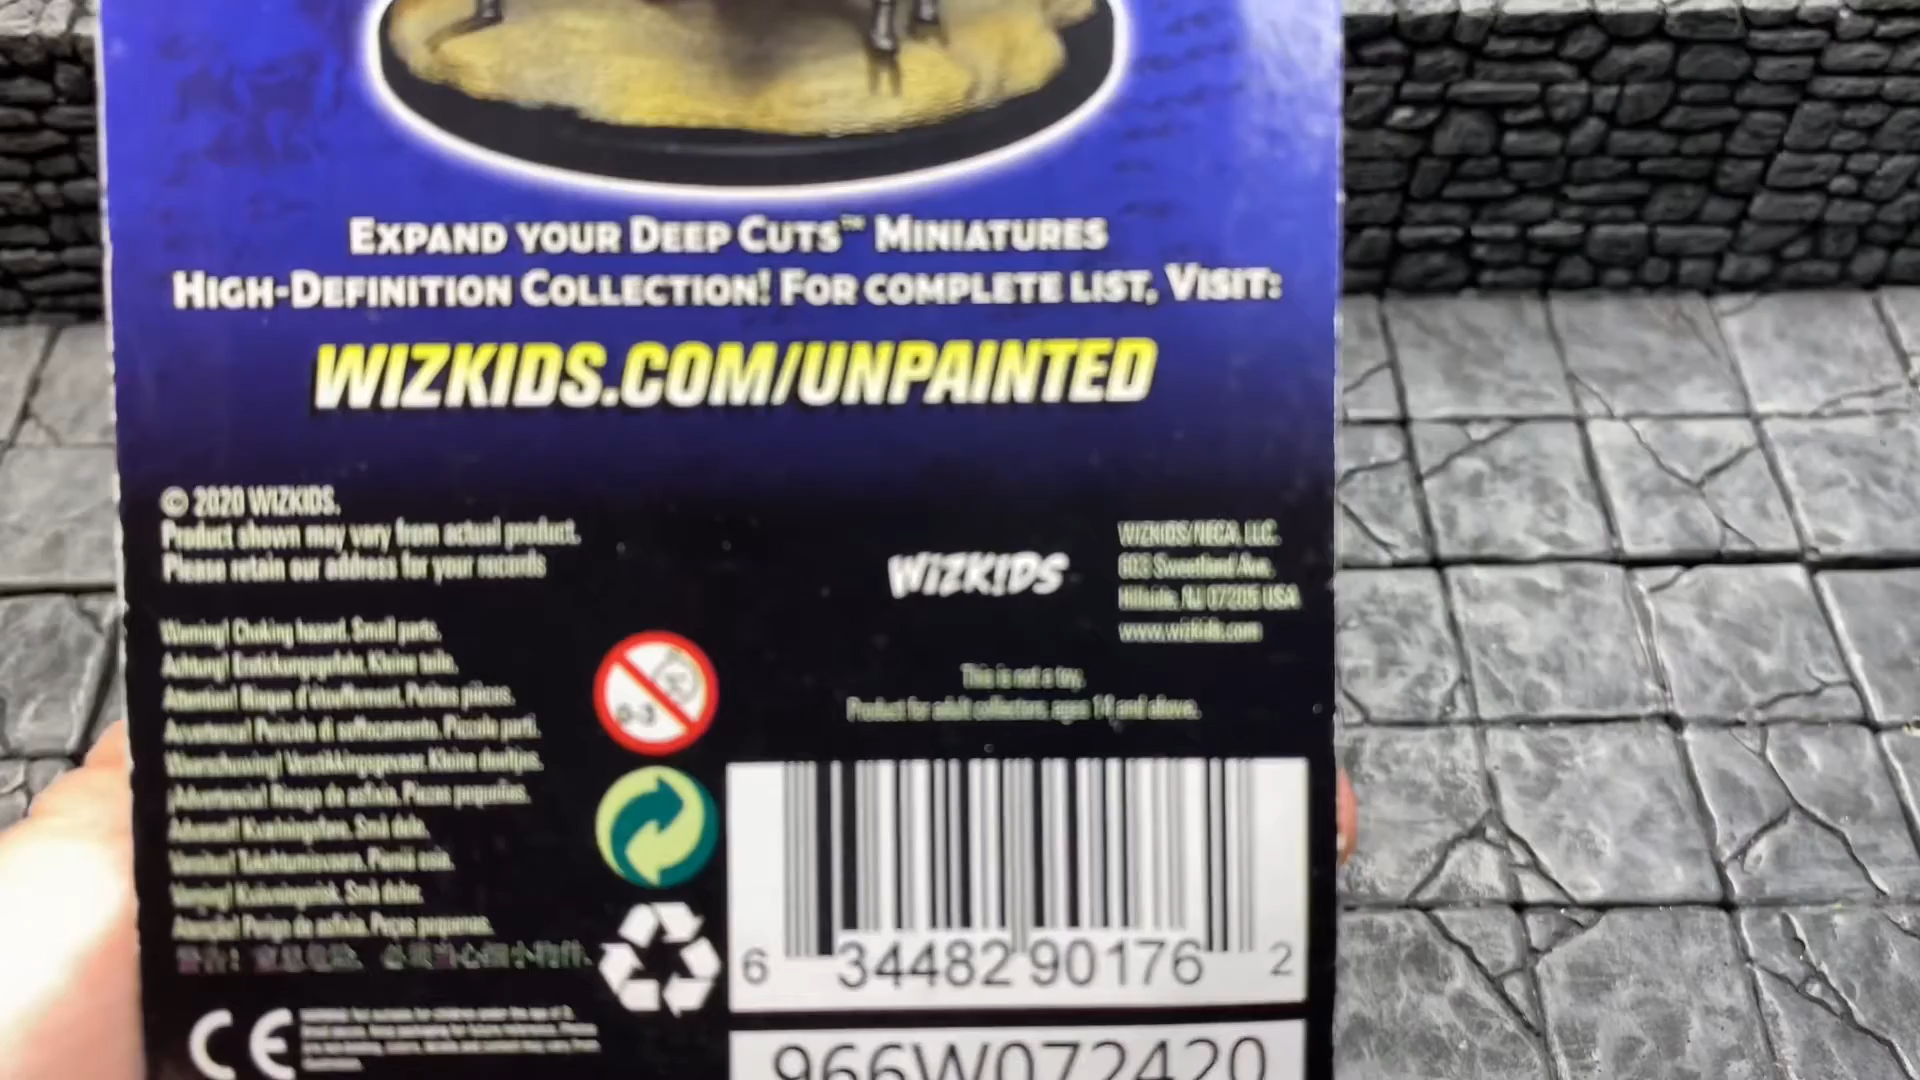 EXPAND YOUR DEEP CUTS™ MINIATURES
HIGH-DEFINITION COLLECTION! FOR COMPLETE LIST, VISIT:
WIZKIDS.COM/UNPAINTED
© 2020 WIZKIDS.
Product shown may vary from actual product.
Please retain our address for your records
Warning! Choking hazard. Small parts.
Achtung! Erstickungsgefahr. Kleine teile.
Attention! Risque d'étouffement. Petites pièces.
Avvertenza! Pericolo di soffocamento. Piccole parti.
Waarschuwing! Verstikkingsgevaar. Kleine deeltjes.
¡Advertencia! Riesgo de asfixia. Piezas pequeñas.
Advarsel! Kvælningsfare. Små dele.
Varoitus! Tukehtumisvaara. Pieniä osia.
Varning! Kvävningsrisk. Små delar.
Atenção! Perigo de asfixia. Peças pequenas.
CE
0-3
WIZKIDS
WIZKIDS/NECA, LLC.
603 Sweetland Ave.
Hillside, NJ 07205 USA
www.wizkids.com
This is not a toy.
Product for adult collectors, ages 14 and above.
6 34482 90176 2
966W072420